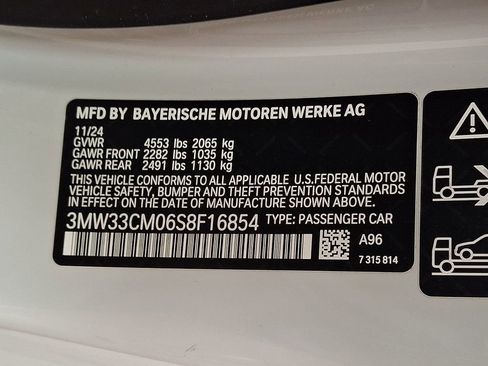 MFD BY BAYERISCHE MOTOREN WERKE AG
11/24
GVWR 4553 lbs 2065 kg
GAWR FRONT 2282 lbs 1035 kg
GAWR REAR 2491 lbs 1130 kg
THIS VEHICLE CONFORMS TO ALL APPLICABLE U.S.FEDERAL MOTOR
VEHICLE SAFETY, BUMPER, AND THEFT PREVENTION STANDARDS
IN EFFECT ON THE DATE OF MANUFACTURE SHOWN ABOVE.
3MW33CM06S8F16854 TYPE: PASSENGER CAR
A96
7 315 814